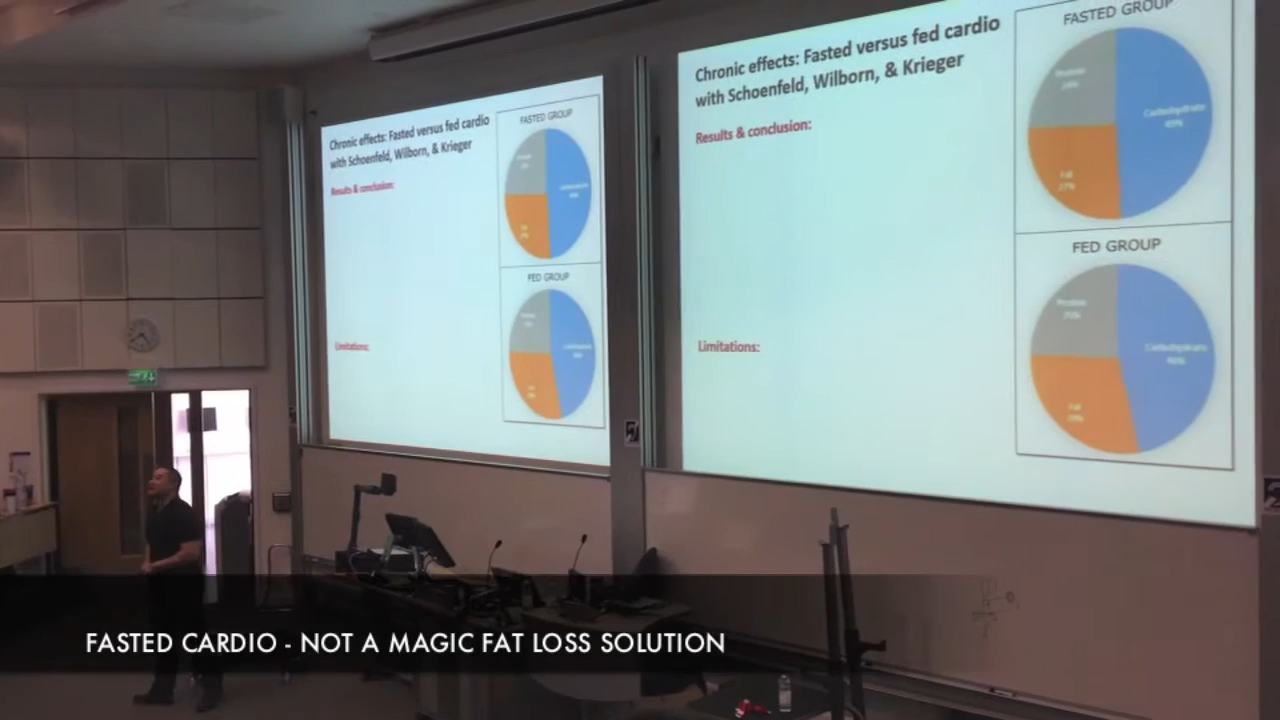 Chronic effects: Fasted versus fed cardio
with Schoenfeld, Wilborn, & Krieger
Results & conclusion:
Limitations:
FASTED GROUP
FED GROUP
Chronic effects: Fasted versus fed cardio
with Schoenfeld, Wilborn, & Krieger
Results & conclusion:
Limitations:
FASTED GROUP
Protein
Carbohydrate
Fat
27%
FED GROUP
Protein
Carbohydrate
Fat
FASTED CARDIO - NOT A MAGIC FAT LOSS SOLUTION